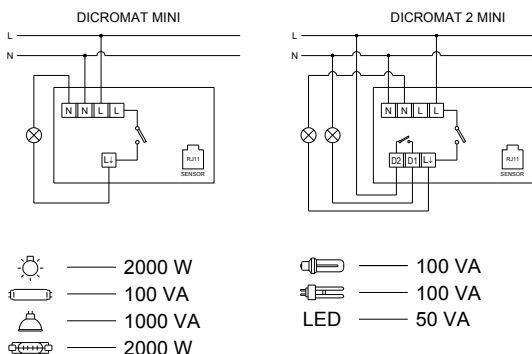 DICROMAT MINI
L
N
N N L L
L↓
RJ11
SENSOR
DICROMAT 2 MINI
L
N
N N L L
D2 D1 L↓
RJ11
SENSOR
2000 W
100 VA
1000 VA
2000 W
100 VA
100 VA
LED 50 VA